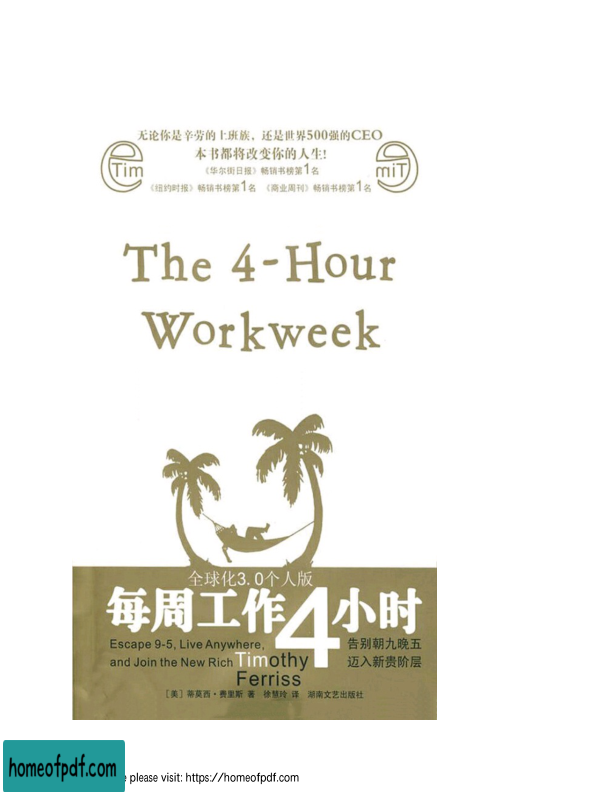 无论你是辛劳的上班族，还是世界500强的CEO
本书都将改变你的人生!
《华尔街日报》畅销书榜第1名
《纽约时报》畅销书榜第1名 《商业周刊》畅销书榜第1名
Tim
miT
The 4-Hour
Workweek
全球化3.0个人版
每周工作4小时
Escape 9-5, Live Anywhere,
and Join the New Rich
Timothy
Ferriss
告别朝九晚五
迈入新贵阶层
［美］蒂莫西·费里斯 著 徐慧玲 译 湖南文艺出版社
homeofpdf.com
please visit: https://homeofpdf.com